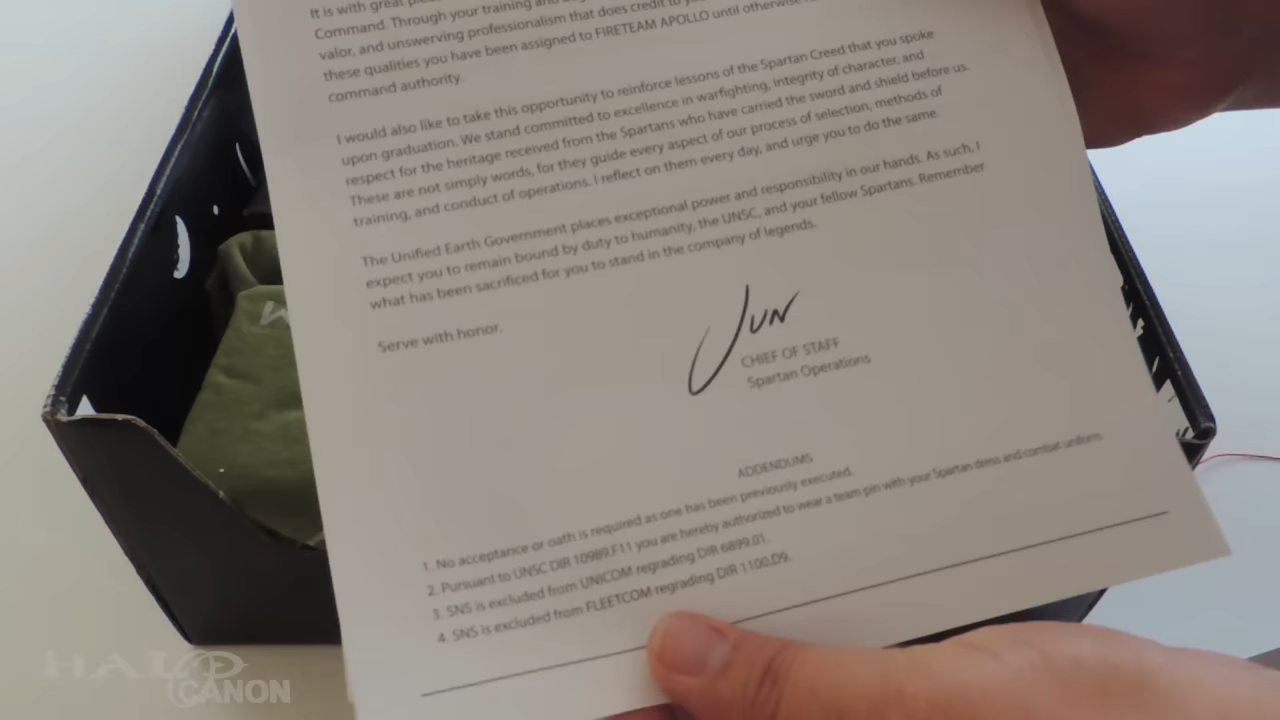 It is with great
Command. Through your training and
valor, and unswerving professionalism that does credit to
these qualities you have been assigned to FIRETEAM APOLLO until otherwise
command authority.
I would also like to take this opportunity to reinforce lessons of the Spartan Creed that you spoke
upon graduation. We stand committed to excellence in warfighting, integrity of character, and
respect for the heritage received from the Spartans who have carried the sword and shield before us.
These are not simply words, for they guide every aspect of our process of selection, methods of
training, and conduct of operations. I reflect on them every day, and urge you to do the same.
The Unified Earth Government places exceptional power and responsibility in our hands. As such, I
expect you to remain bound by duty to humanity, the UNSC, and your fellow Spartans. Remember
what has been sacrificed for you to stand in the company of legends.
Serve with honor.
JUN
CHIEF OF STAFF
Spartan Operations
ADDENDUMS
1. No acceptance or oath is required as one has been previously executed.
2. Pursuant to UNSC DIR 10989.F11 you are hereby authorized to wear a team pin with your Spartan dress and combat uniform.
3. SNS is excluded from UNICOM regrading DIR 6899.01.
4. SNS is excluded from FLEETCOM regrading DIR 1100.D9.
HALO
CANON